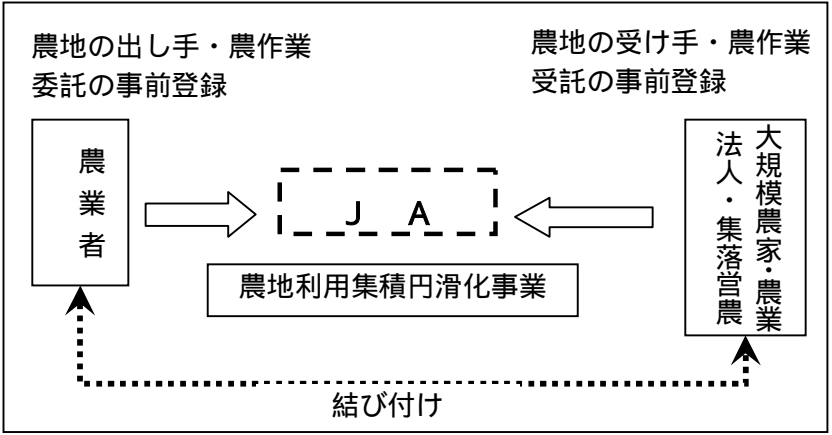 農地の出し手・農作業
委託の事前登録
農地の受け手・農作業
受託の事前登録
農業者
J A
大規模農家・農業
法人・集落営農
農地利用集積円滑化事業
結び付け